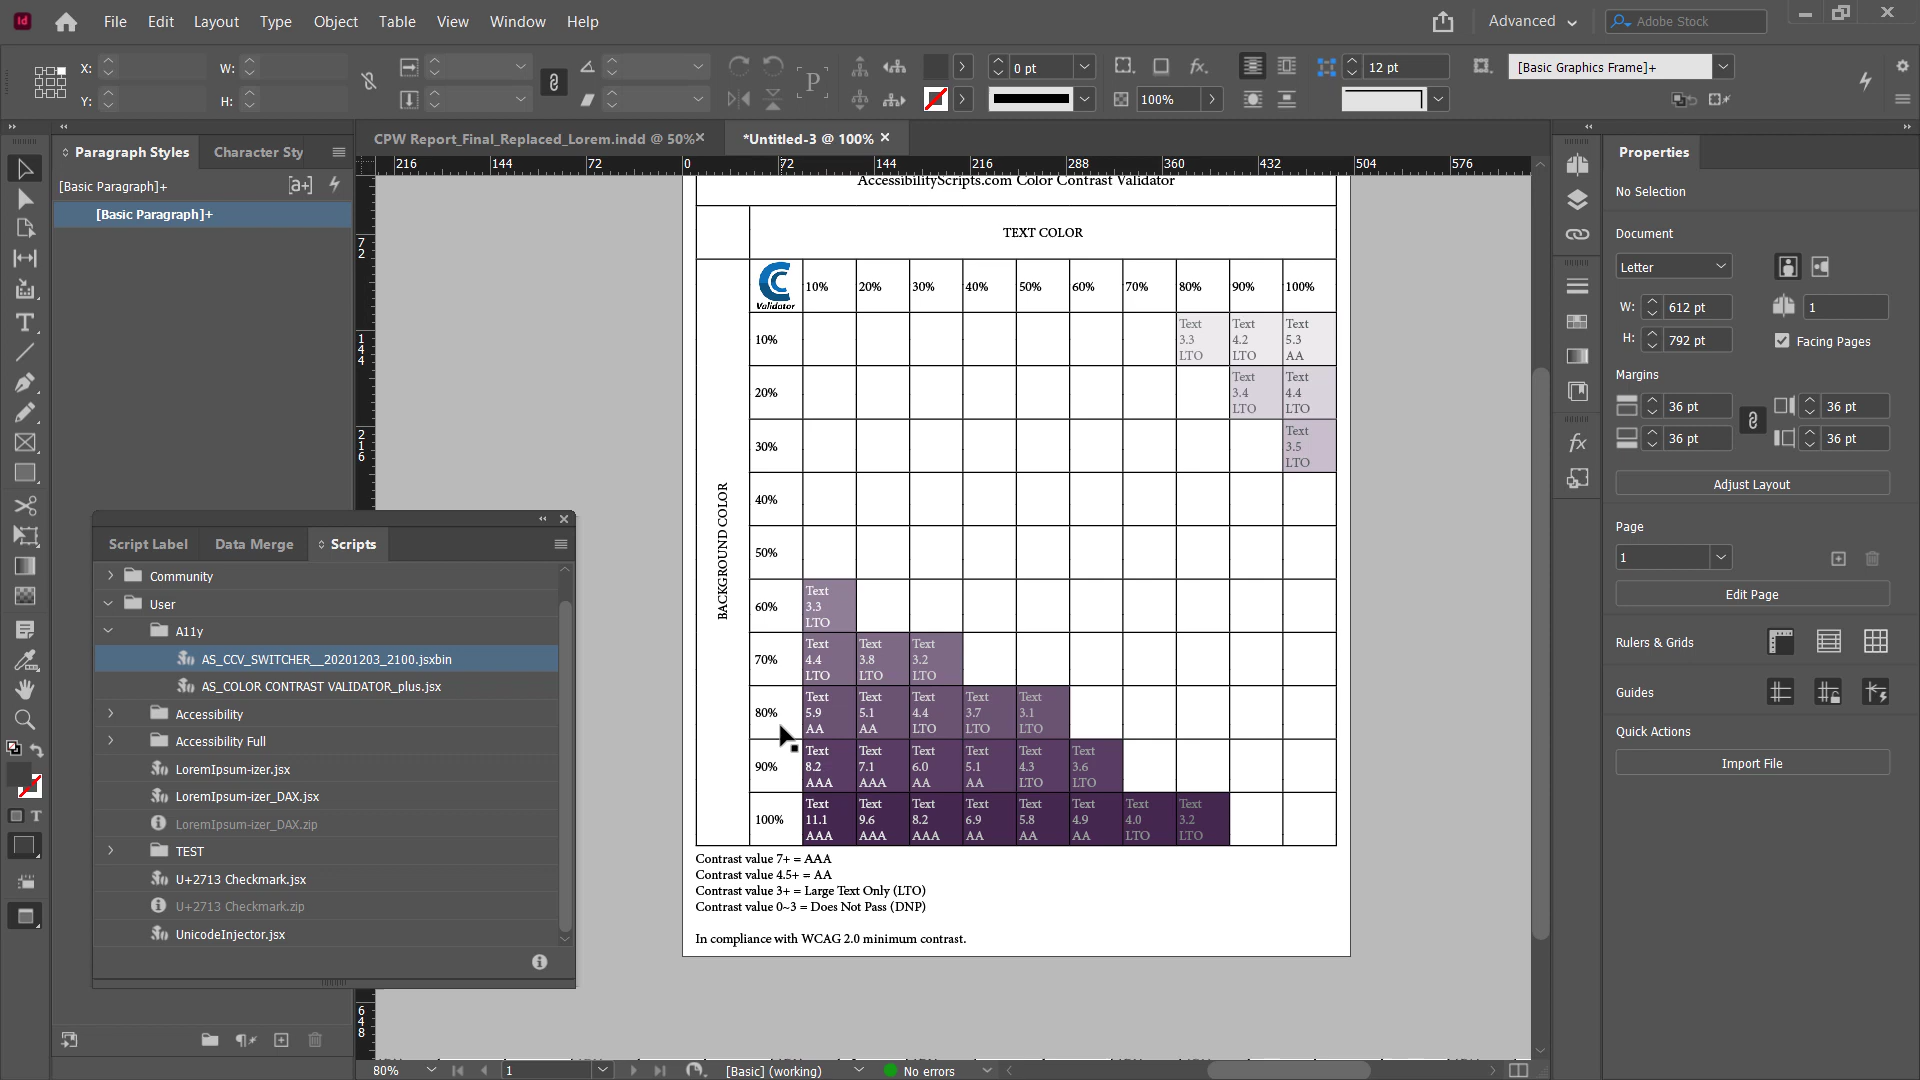 File Edit Layout Type Object Table View Window Help
Advanced
Adobe Stock
X: W:
0 pt
12 pt
[Basic Graphics Frame]+
Y: H:
P
100%
Paragraph Styles
Character Sty
[Basic Paragraph]+
[Basic Paragraph]+
CPW Report_Final_Replaced_Lorem.indd @ 50%
*Untitled-3 @ 100%
216 144 72 0 72 144 216 288 360 432 504 576
72
144
216
648
AccessibilityScripts.com Color Contrast Validator
TEXT COLOR
BACKGROUND COLOR
Validator
10% 20% 30% 40% 50% 60% 70% 80% 90% 100%
10%
Text 3.3 LTO
Text 4.2 LTO
Text 5.3 AA
20%
Text 3.4 LTO
Text 4.4 LTO
30%
Text 3.5 LTO
40%
50%
60%
Text 3.3 LTO
70%
Text 4.4 LTO
Text 3.8 LTO
Text 3.2 LTO
80%
Text 5.9 AA
Text 5.1 AA
Text 4.4 LTO
Text 3.7 LTO
Text 3.1 LTO
90%
Text 8.2 AAA
Text 7.1 AAA
Text 6.0 AA
Text 5.1 AA
Text 4.3 LTO
Text 3.6 LTO
100%
Text 11.1 AAA
Text 9.6 AAA
Text 8.2 AAA
Text 6.9 AA
Text 5.8 AA
Text 4.9 AA
Text 4.0 LTO
Text 3.2 LTO
Contrast value 7+ = AAA
Contrast value 4.5+ = AA
Contrast value 3+ = Large Text Only (LTO)
Contrast value 0~3 = Does Not Pass (DNP)
In compliance with WCAG 2.0 minimum contrast.
Script Label
Data Merge
Scripts
Community
User
A11y
AS_CCV_SWITCHER__20201203_2100.jsxbin
AS_COLOR CONTRAST VALIDATOR_plus.jsx
Accessibility
Accessibility Full
LoremIpsum-izer.jsx
LoremIpsum-izer_DAX.jsx
LoremIpsum-izer_DAX.zip
TEST
U+2713 Checkmark.jsx
U+2713 Checkmark.zip
UnicodeInjector.jsx
80%
1
[Basic] (working)
No errors
Properties
No Selection
Document
Letter
W: 612 pt
1
H: 792 pt
Facing Pages
Margins
36 pt 36 pt
36 pt 36 pt
Adjust Layout
Page
1
Edit Page
Rulers & Grids
Guides
Quick Actions
Import File